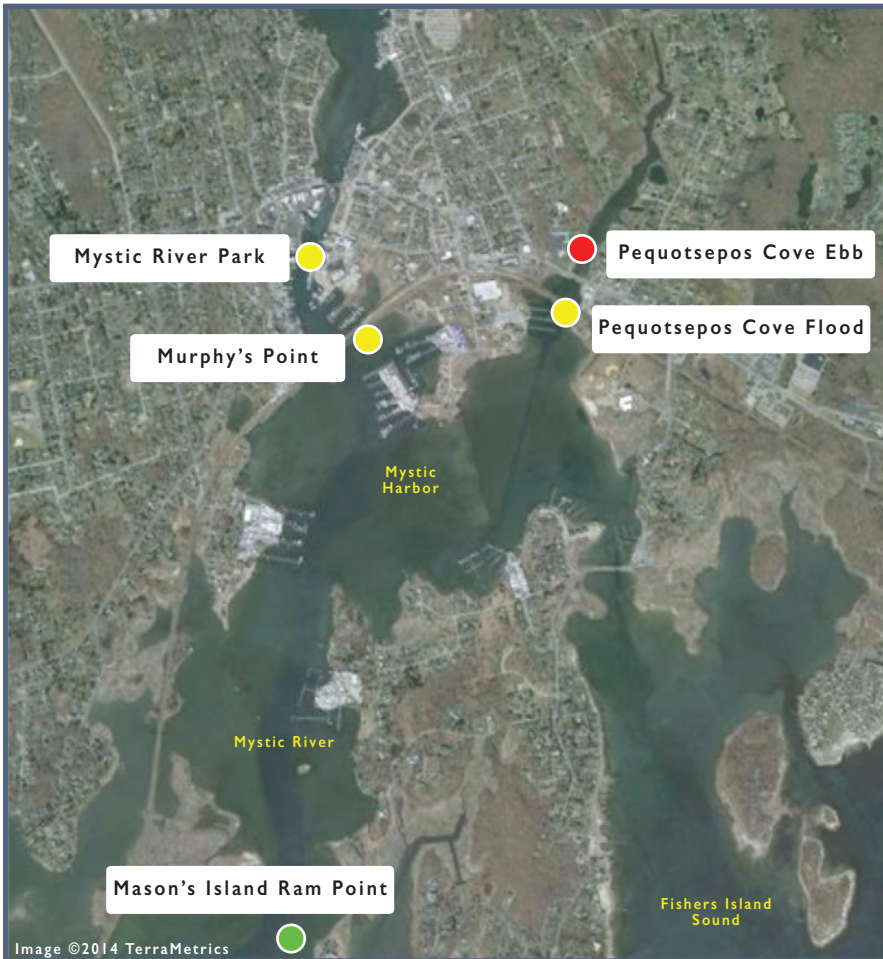 Mystic River Park
Pequotsepos Cove Ebb
Pequotsepos Cove Flood
Murphy's Point
Mystic
Harbor
Mystic River
Mason's Island Ram Point
Fishers Island
Sound
Image ©2014 TerraMetrics